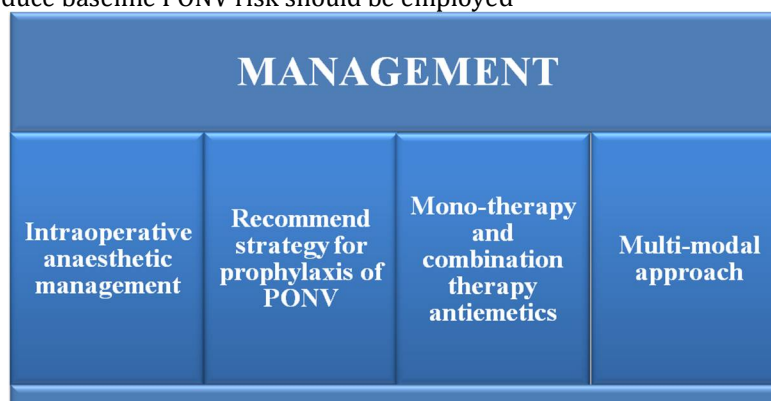 duce baseline PONV risk should be employed
MANAGEMENT
Intraoperative
anaesthetic
management
Recommend
strategy for
prophylaxis of
PONV
Mono-therapy
and
combination
therapy
antiemetics
Multi-modal
approach